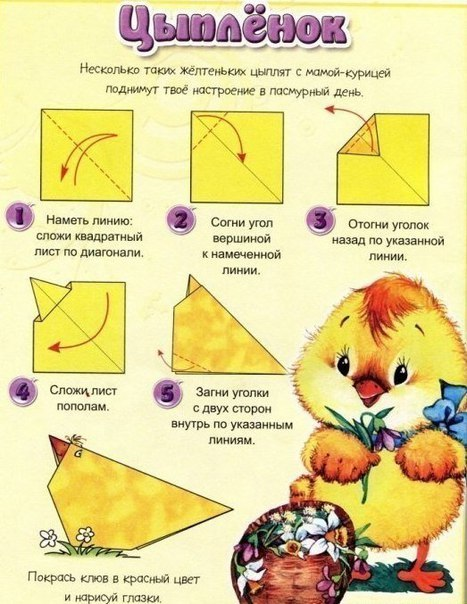 Цыплёнок
Несколько таких жёлтеньких цыплят с мамой-курицей
поднимут твоё настроение в пасмурный день.
1
Наметь линию:
сложи квадратный
лист по диагонали.
2
Согни угол
вершиной
к намеченной
линии.
3
Отогни уголок
назад по указанной
линии.
4
Сложи лист
пополам.
5
Загни уголки
с двух сторон
внутрь по указанным
линиям.
Покрась клюв в красный цвет
и нарисуй глазки.